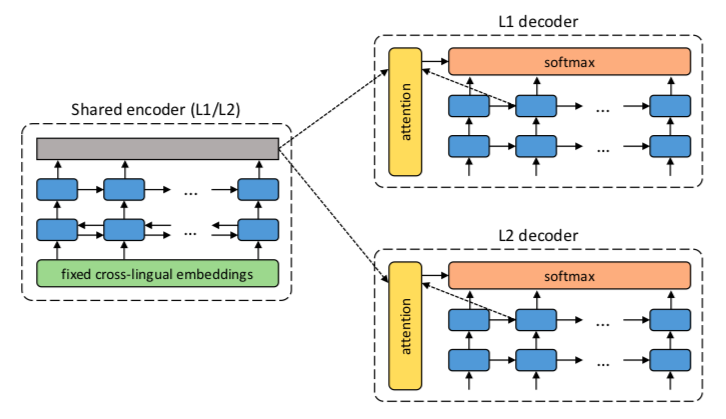 Shared encoder (L1/L2)
...
...
fixed cross-lingual embeddings
L1 decoder
attention
softmax
...
...
L2 decoder
attention
softmax
...
...